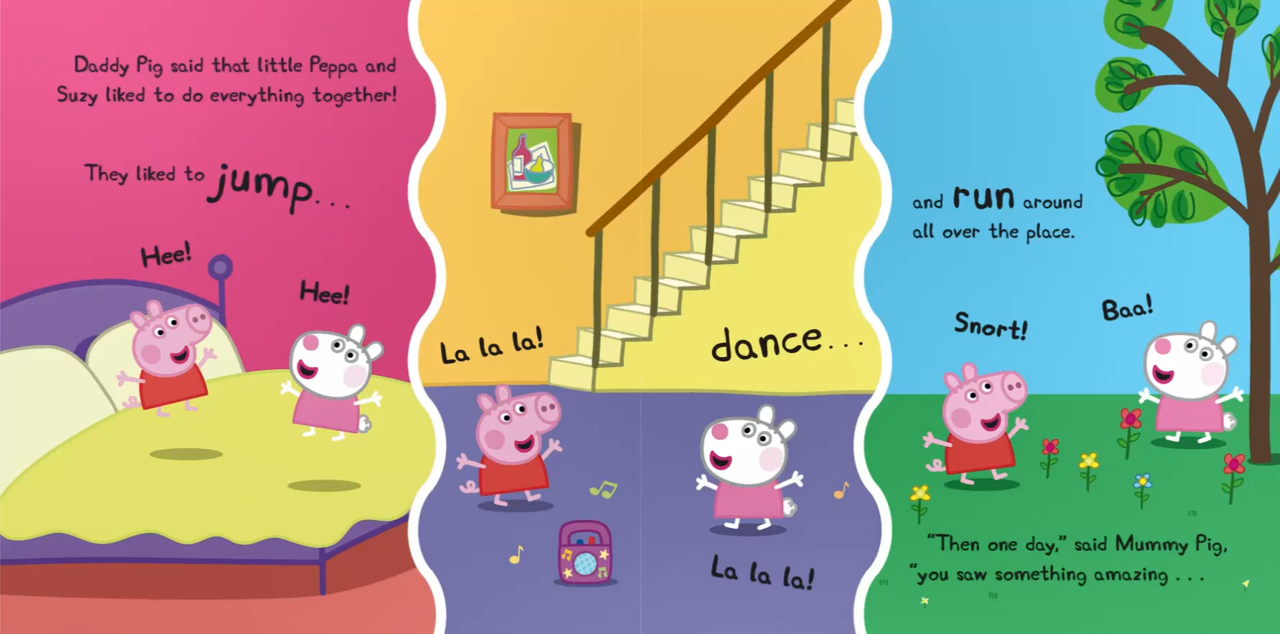 Daddy Pig said that little Peppa and
Suzy liked to do everything together!
They liked to jump...
Hee!
Hee!
La la la!
dance...
La la la!
and run around
all over the place.
Snort!
Baa!
“Then one day,” said Mummy Pig,
“you saw something amazing . . .